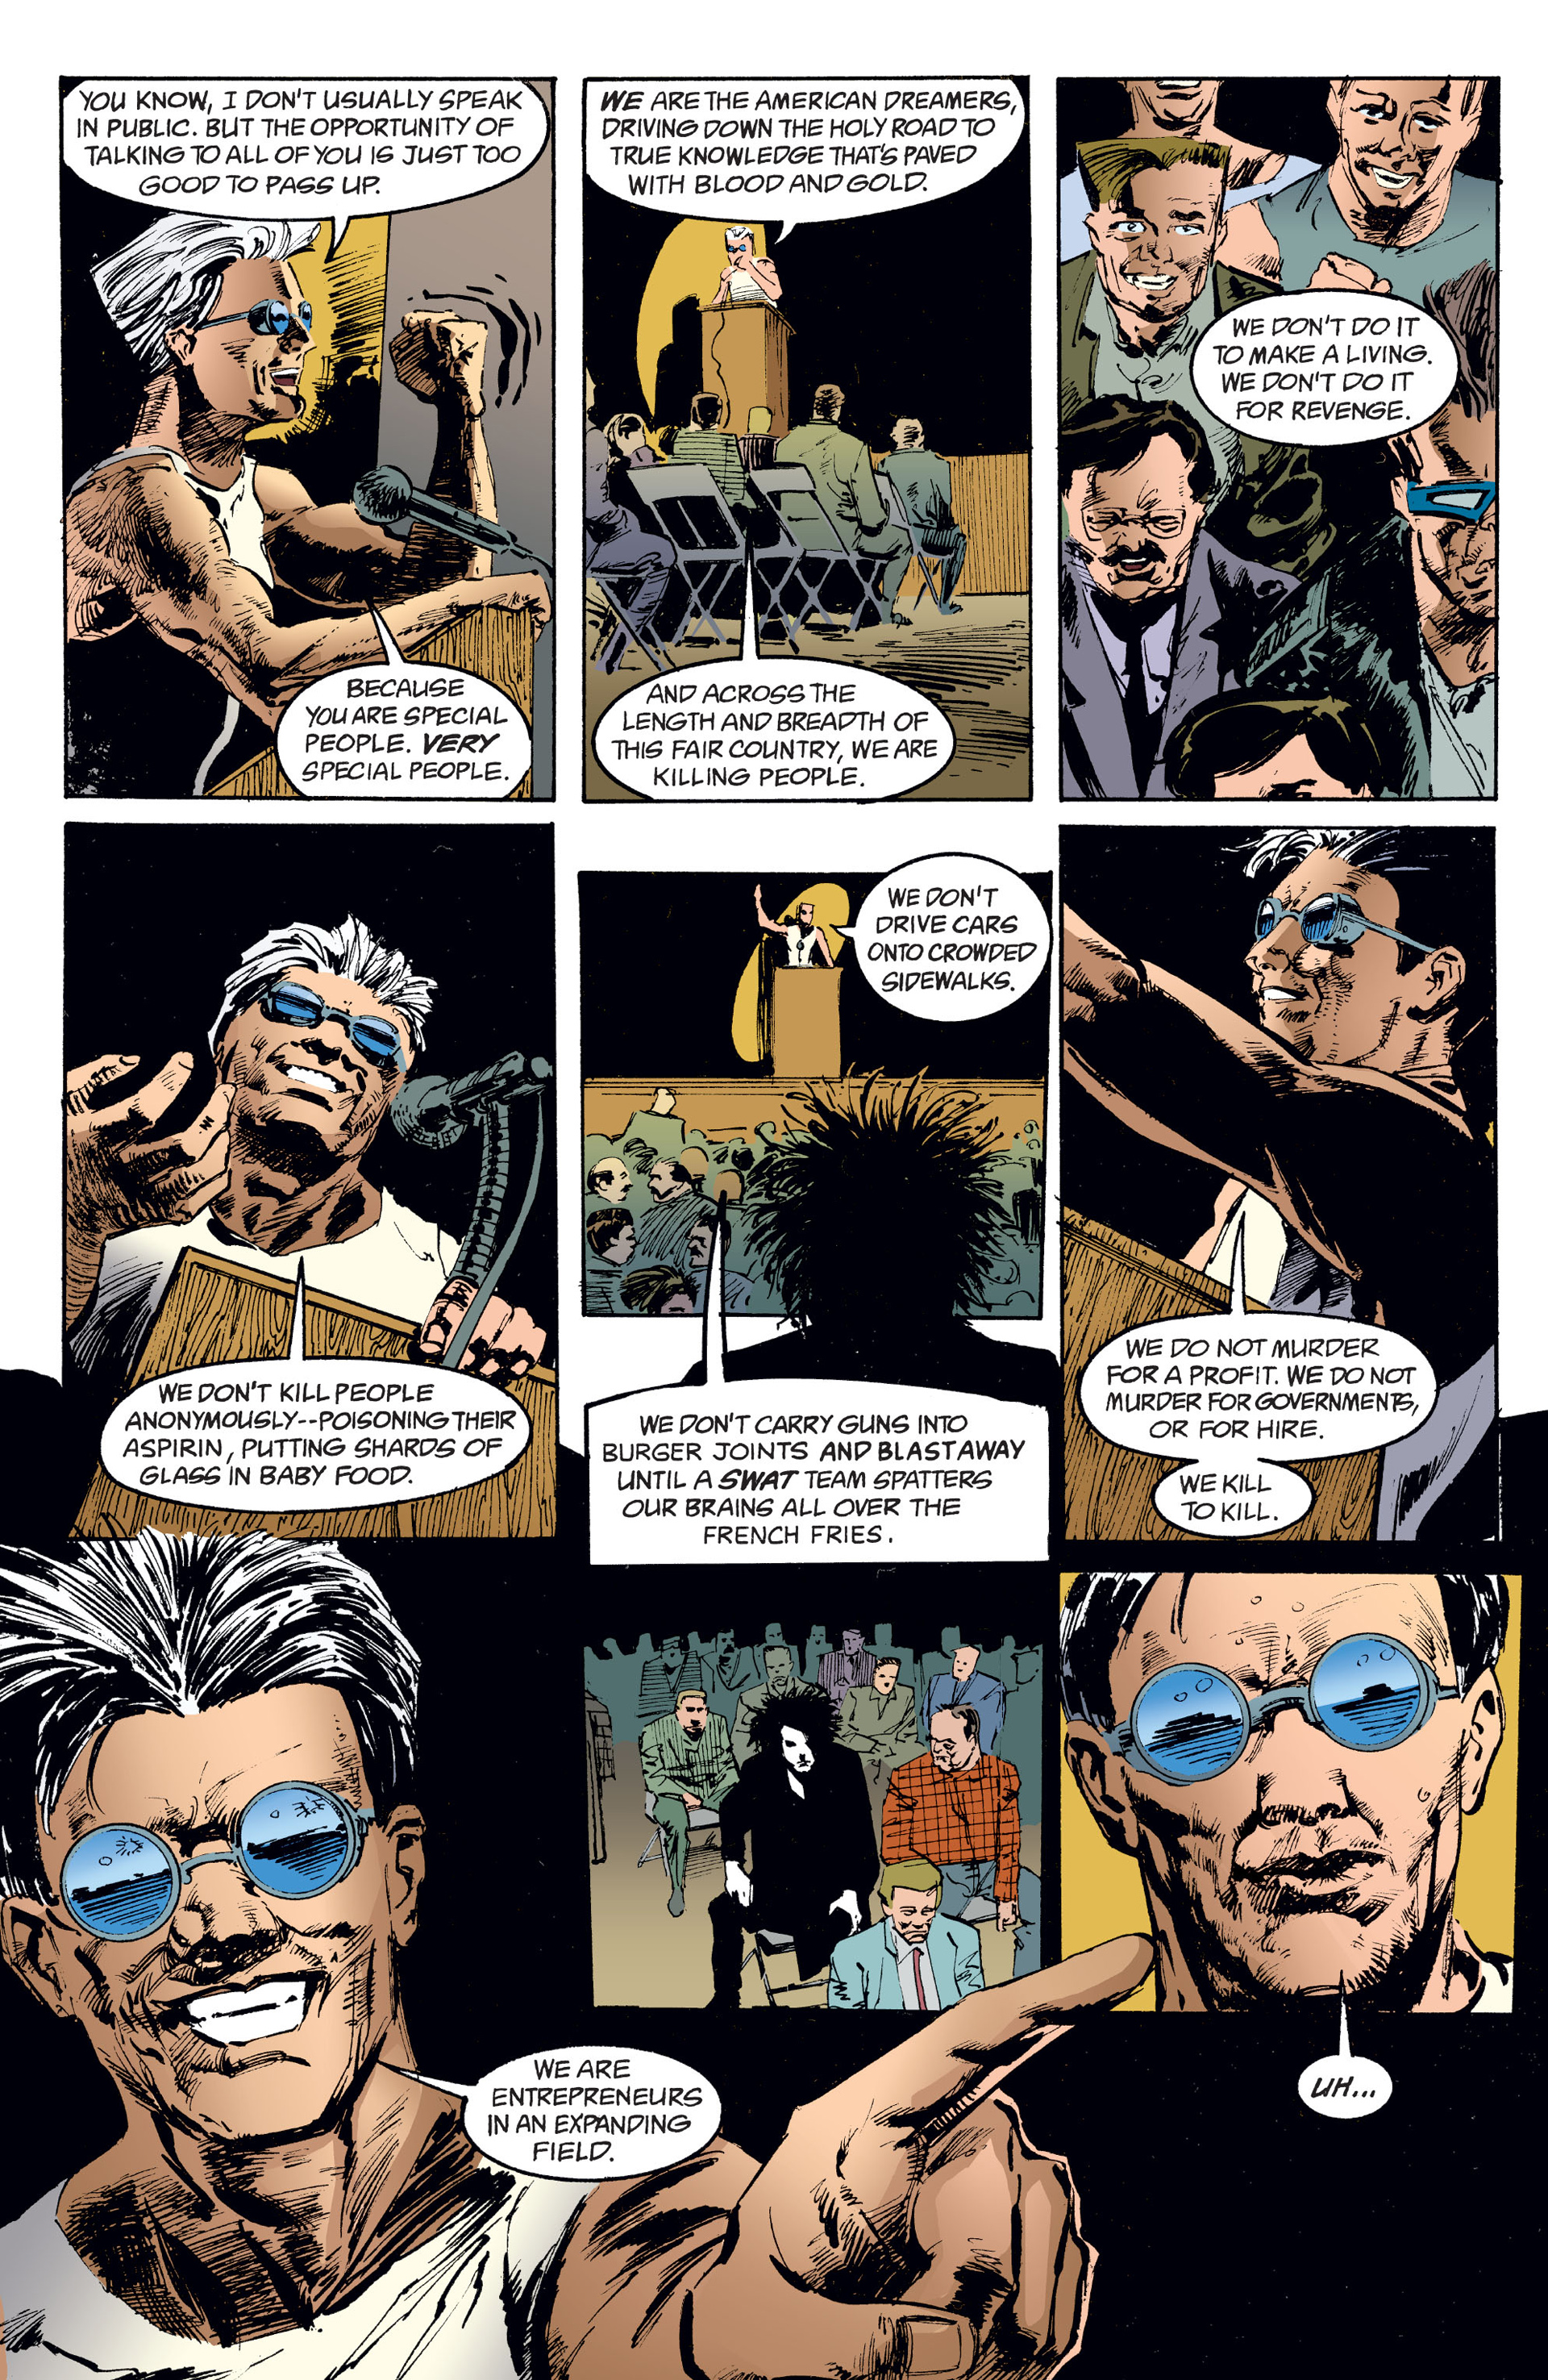 YOU KNOW, I DON'T USUALLY SPEAK
IN PUBLIC. BUT THE OPPORTUNITY OF
TALKING TO ALL OF YOU IS JUST TOO
GOOD TO PASS UP.
BECAUSE
YOU ARE SPECIAL
PEOPLE. VERY
SPECIAL PEOPLE.
WE ARE THE AMERICAN DREAMERS,
DRIVING DOWN THE HOLY ROAD TO
TRUE KNOWLEDGE THAT'S PAVED
WITH BLOOD AND GOLD.
AND ACROSS THE
LENGTH AND BREADTH OF
THIS FAIR COUNTRY, WE ARE
KILLING PEOPLE.
WE DON'T DO IT
TO MAKE A LIVING.
WE DON'T DO IT
FOR REVENGE.
WE DON'T KILL PEOPLE
ANONYMOUSLY--POISONING THEIR
ASPIRIN, PUTTING SHARDS OF
GLASS IN BABY FOOD.
WE DON'T
DRIVE CARS
ONTO CROWDED
SIDEWALKS.
WE DON'T CARRY GUNS INTO
BURGER JOINTS AND BLAST AWAY
UNTIL A SWAT TEAM SPATTERS
OUR BRAINS ALL OVER THE
FRENCH FRIES.
WE DO NOT MURDER
FOR A PROFIT. WE DO NOT
MURDER FOR GOVERNMENTS,
OR FOR HIRE.
WE KILL
TO KILL.
WE ARE
ENTREPRENEURS
IN AN EXPANDING
FIELD.
UH...